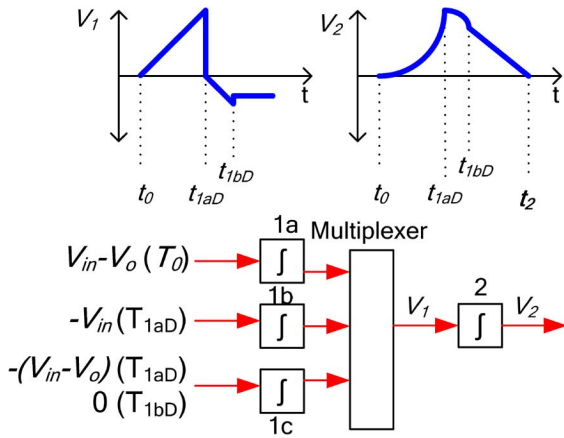 V1
t
t0
t1aD
t1bD
V2
t
t0
t1aD
t1bD
t2
1a
Multiplexer
Vin-Vo (T0)
∫
1b
-Vin (T1aD)
∫
V1
2
∫
V2
-(Vin-Vo) (T1aD)
0 (T1bD)
∫
1c